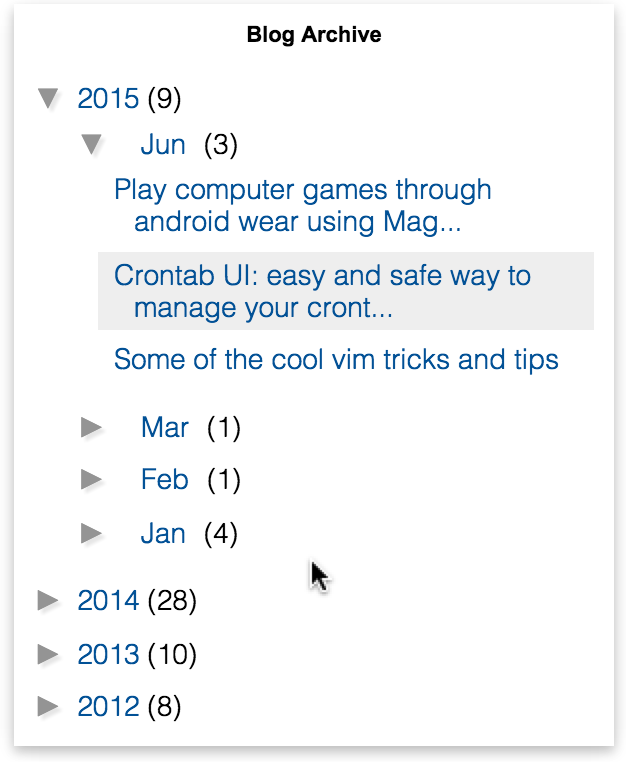 Blog Archive
2015 (9)
Jun (3)
Play computer games through
android wear using Mag...
Crontab UI: easy and safe way to
manage your cront...
Some of the cool vim tricks and tips
Mar (1)
Feb (1)
Jan (4)
2014 (28)
2013 (10)
2012 (8)